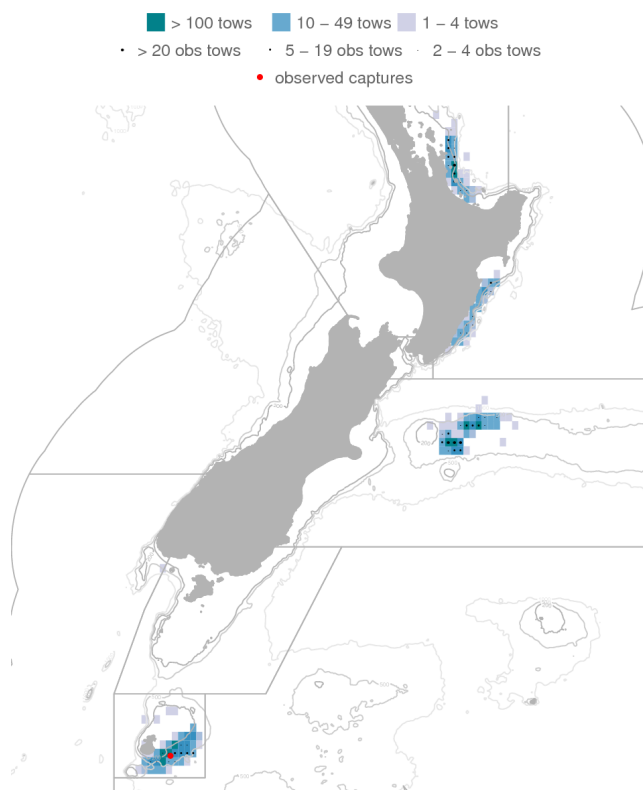 > 100 tows 10 – 49 tows 1 – 4 tows
> 20 obs tows 5 – 19 obs tows 2 – 4 obs tows
observed captures